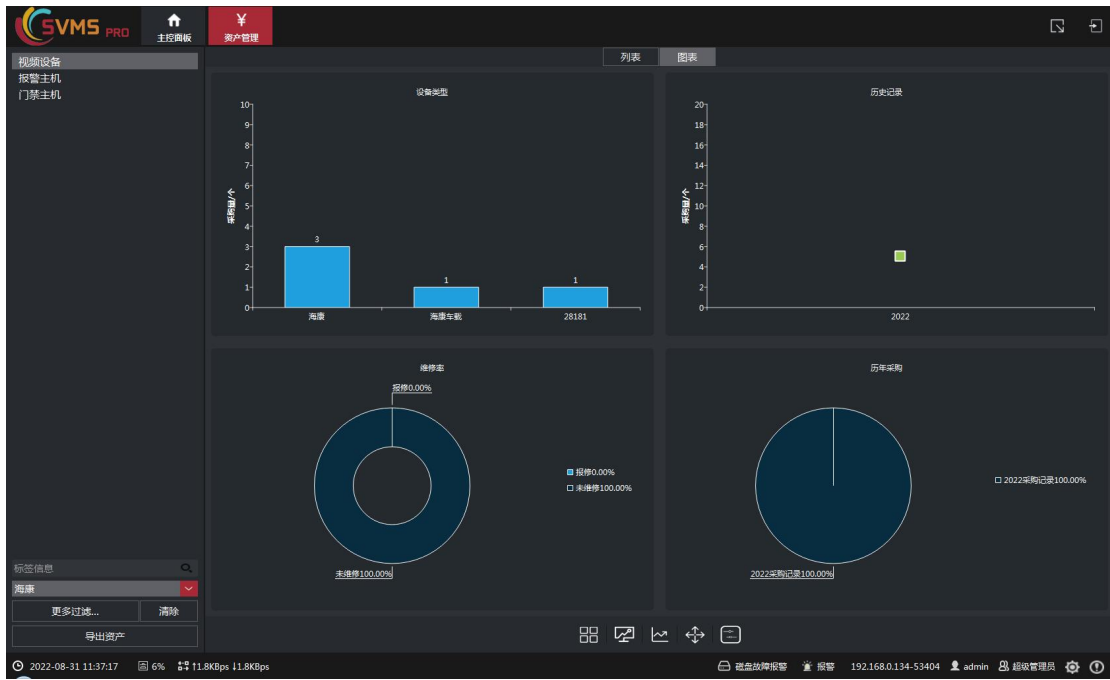 SVMS PRO
主控面板
¥
资产管理
视频设备
报警主机
门禁主机
列表
图表
设备类型
10
9
8
7
6
5
4
3
2
1
0
采购量/个
3
1
1
海康
海康车载
28181
历史记录
20
18
16
14
12
10
8
6
4
2
0
采购量/个
2022
维修率
报修0.00%
报修0.00%
未维修100.00%
未维修100.00%
历年采购
2022采购记录100.00%
2022采购记录100.00%
标签信息
海康
更多过滤...
清除
导出资产
2022-08-31 11:37:17 6% ↑1.8KBps ↓1.8KBps
磁盘故障报警 报警 192.168.0.134-53404 admin 超级管理员